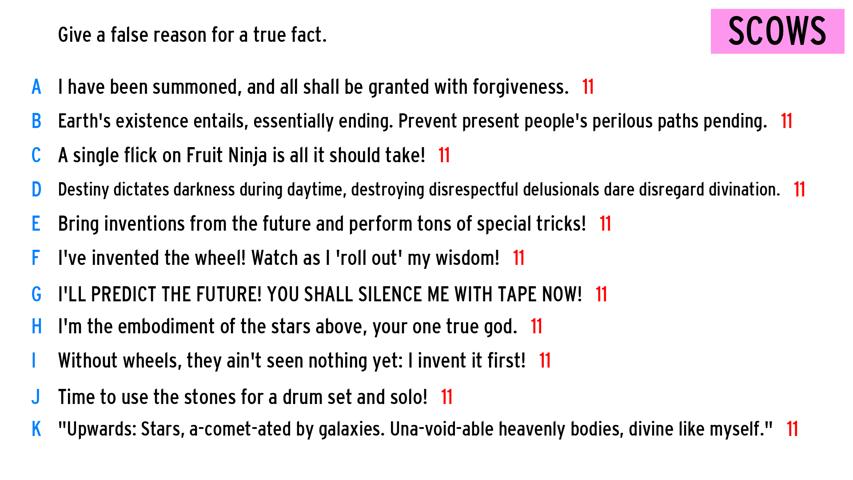 Give a false reason for a true fact.
SCOWS
A I have been summoned, and all shall be granted with forgiveness. 11
B Earth's existence entails, essentially ending. Prevent present people's perilous paths pending. 11
C A single flick on Fruit Ninja is all it should take! 11
D Destiny dictates darkness during daytime, destroying disrespectful delusionals dare disregard divination. 11
E Bring inventions from the future and perform tons of special tricks! 11
F I've invented the wheel! Watch as I 'roll out' my wisdom! 11
G I'LL PREDICT THE FUTURE! YOU SHALL SILENCE ME WITH TAPE NOW! 11
H I'm the embodiment of the stars above, your one true god. 11
I Without wheels, they ain't seen nothing yet: I invent it first! 11
J Time to use the stones for a drum set and solo! 11
K "Upwards: Stars, a-comet-ated by galaxies. Una-void-able heavenly bodies, divine like myself." 11